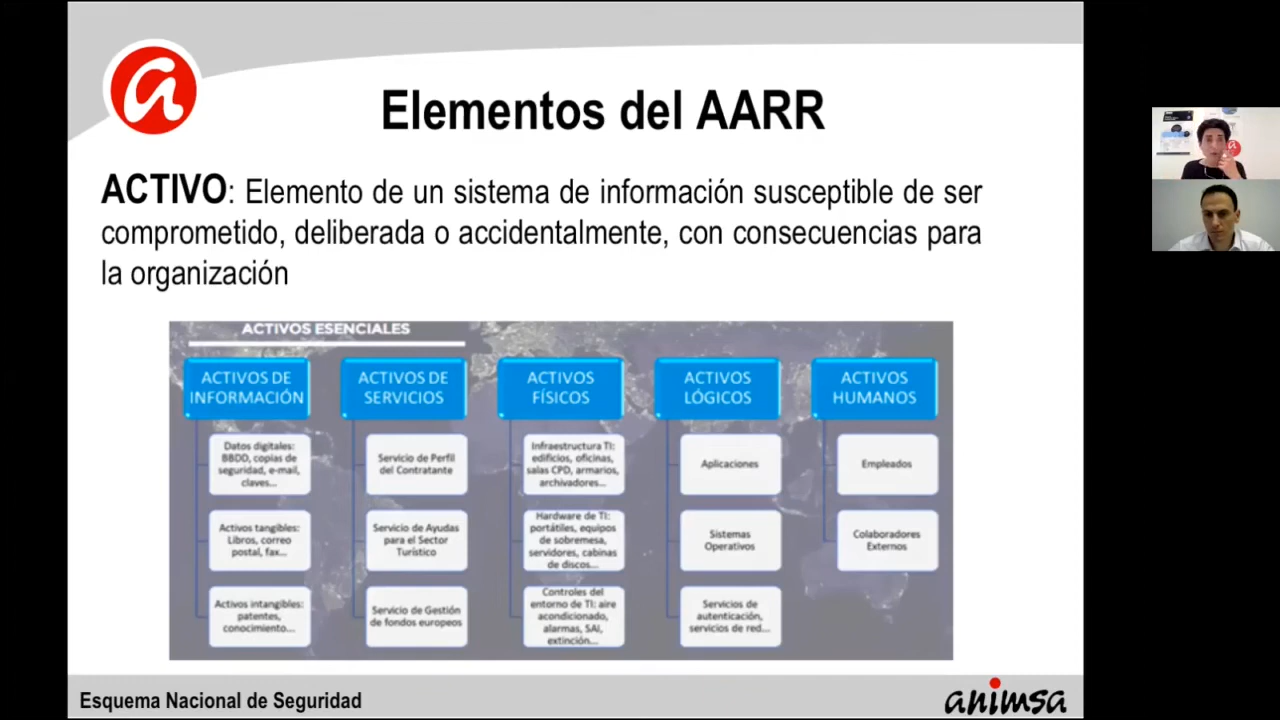 Elementos del AARR
ACTIVO: Elemento de un sistema de información susceptible de ser
comprometido, deliberada o accidentalmente, con consecuencias para
la organización
ACTIVOS ESENCIALES
ACTIVOS DE
INFORMACIÓN
Datos digitales:
BBDD, copias de
seguridad, e-mail,
claves...
Activos tangibles:
Libros, correo
postal, fax...
Activos intangibles:
patentes,
conocimiento...
ACTIVOS DE
SERVICIOS
Servicio de Perfil
del Contratante
Servicio de Ayudas
para el Sector
Turístico
Servicio de Gestión
de fondos europeos
ACTIVOS
FÍSICOS
Infraestructura TI:
edificios, oficinas,
salas CPD, armarios,
archivadores...
Hardware de TI:
portátiles, equipos
de sobremesa,
servidores, cabinas
de discos...
Controles del
entorno de TI: aire
acondicionado,
alarmas, SAI,
extinción...
ACTIVOS
LÓGICOS
Aplicaciones
Sistemas
Operativos
Servicios de
autenticación,
servicios de red...
ACTIVOS
HUMANOS
Empleados
Colaboradores
Externos
Esquema Nacional de Seguridad
animsa